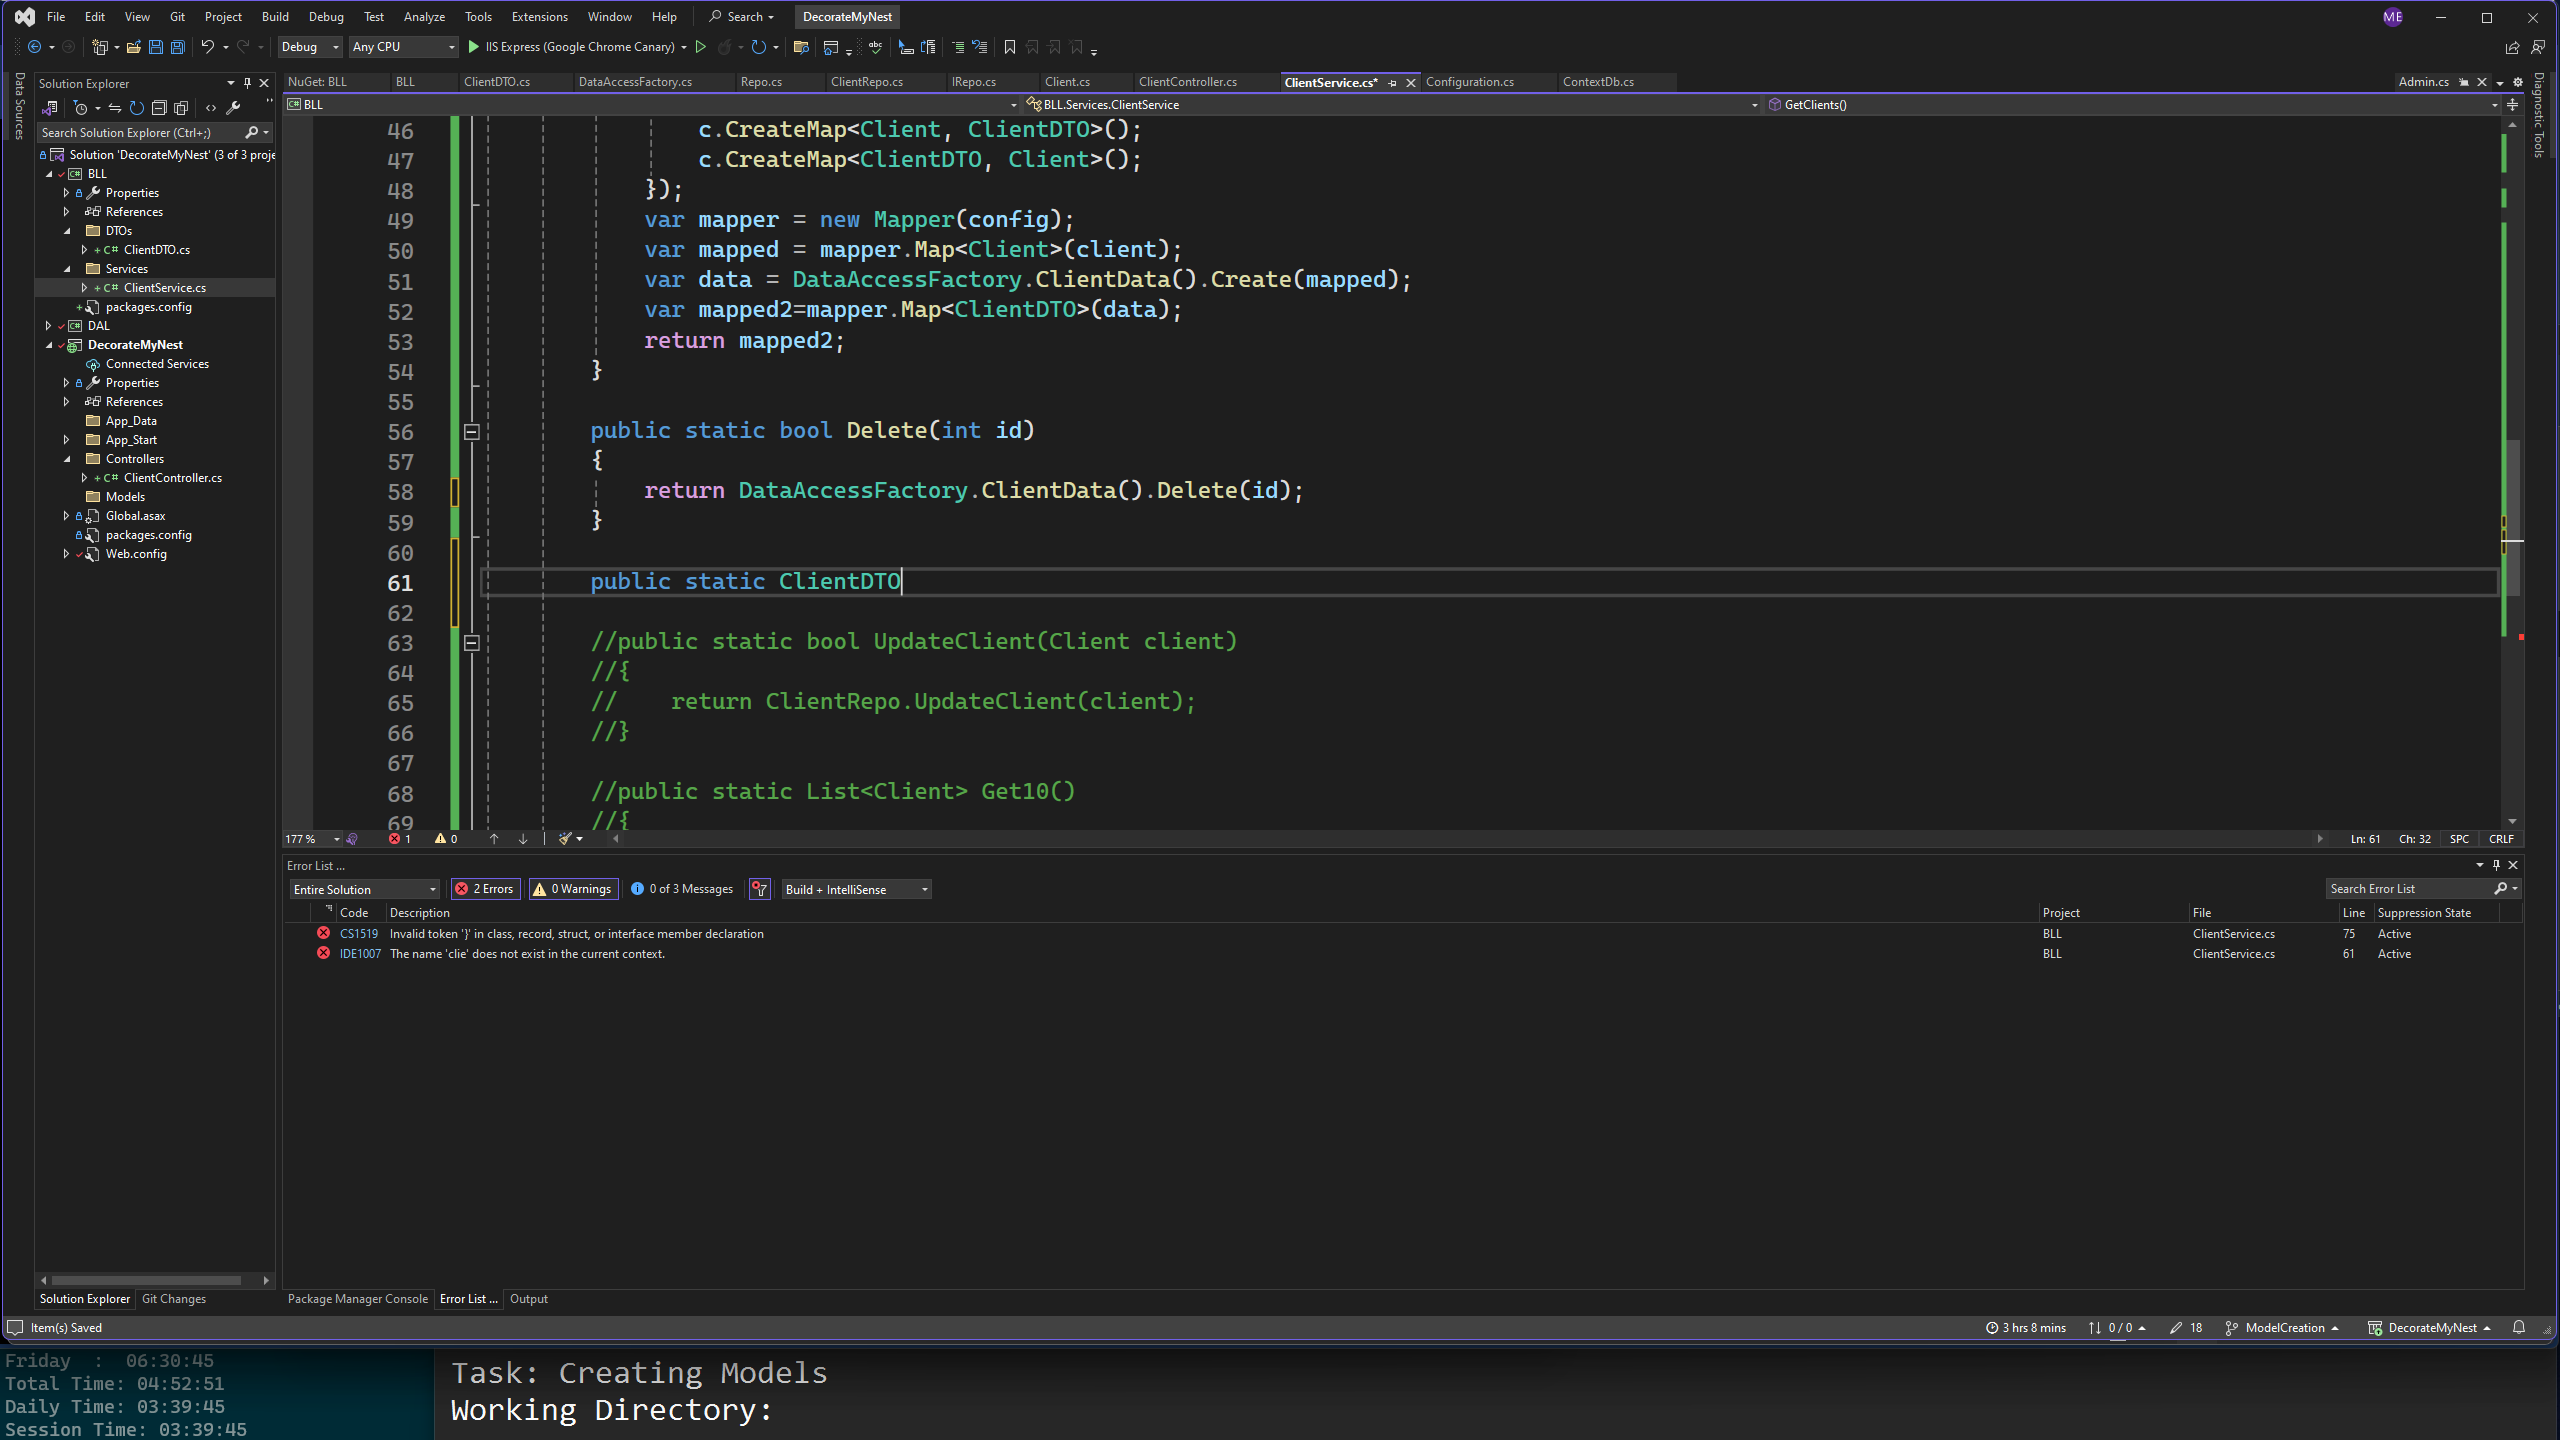 File Edit View Git Project Build Debug Test Analyze Tools Extensions Window Help Search DecorateMyNest ME
Debug Any CPU IIS Express (Google Chrome Canary)
Data Sources
Solution Explorer
Search Solution Explorer (Ctrl+;)
Solution 'DecorateMyNest' (3 of 3 proje
BLL
Properties
References
DTOs
C# ClientDTO.cs
Services
C# ClientService.cs
packages.config
DAL
DecorateMyNest
Connected Services
Properties
References
App_Data
App_Start
Controllers
C# ClientController.cs
Models
Global.asax
packages.config
Web.config
Solution Explorer Git Changes
NuGet: BLL BLL ClientDTO.cs DataAccessFactory.cs Repo.cs ClientRepo.cs IRepo.cs Client.cs ClientController.cs ClientService.cs* Configuration.cs ContextDb.cs Admin.cs
BLL BLL.Services.ClientService GetClients()
Diagnostic Tools
46 c.CreateMap<Client, ClientDTO>();
47 c.CreateMap<ClientDTO, Client>();
48 });
49 var mapper = new Mapper(config);
50 var mapped = mapper.Map<Client>(client);
51 var data = DataAccessFactory.ClientData().Create(mapped);
52 var mapped2=mapper.Map<ClientDTO>(data);
53 return mapped2;
54 }
55
56 public static bool Delete(int id)
57 {
58 return DataAccessFactory.ClientData().Delete(id);
59 }
60
61 public static ClientDTO
62
63 //public static bool UpdateClient(Client client)
64 //{
65 //    return ClientRepo.UpdateClient(client);
66 //}
67
68 //public static List<Client> Get10()
69 //{
177 % 1 0 Ln: 61 Ch: 32 SPC CRLF
Error List ...
Entire Solution 2 Errors 0 Warnings 0 of 3 Messages Build + IntelliSense Search Error List
Code Description Project File Line Suppression State
CS1519 Invalid token '}' in class, record, struct, or interface member declaration BLL ClientService.cs 75 Active
IDE1007 The name 'clie' does not exist in the current context. BLL ClientService.cs 61 Active
Package Manager Console Error List ... Output
Item(s) Saved 3 hrs 8 mins 0 / 0 18 ModelCreation DecorateMyNest
Friday  :  06:30:45
Total Time: 04:52:51
Daily Time: 03:39:45
Session Time: 03:39:45
Task: Creating Models
Working Directory: